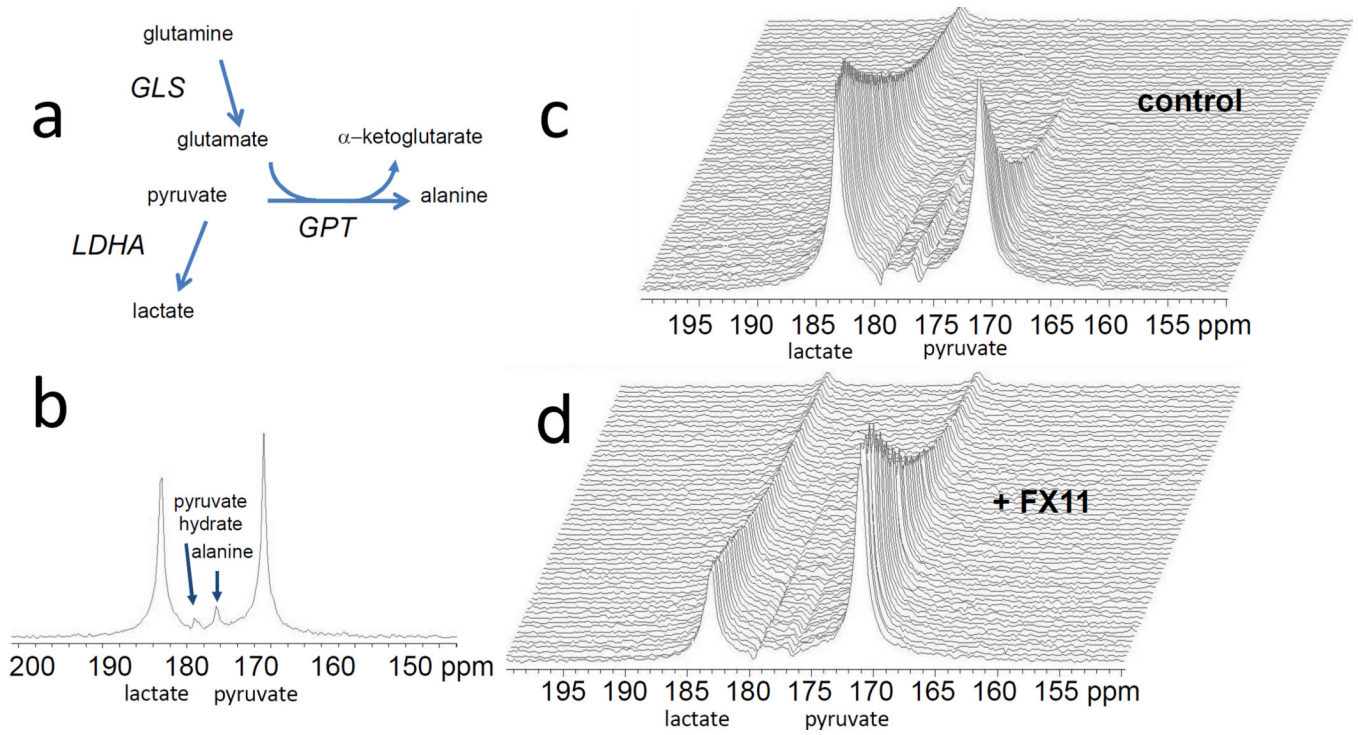 a
glutamine
GLS
glutamate
α–ketoglutarate
pyruvate
alanine
GPT
LDHA
lactate
b
pyruvate
hydrate
alanine
200 190 180 170 160 150 ppm
lactate pyruvate
c
control
195 190 185 180 175 170 165 160 155 ppm
lactate pyruvate
d
+ FX11
195 190 185 180 175 170 165 160 155 ppm
lactate pyruvate